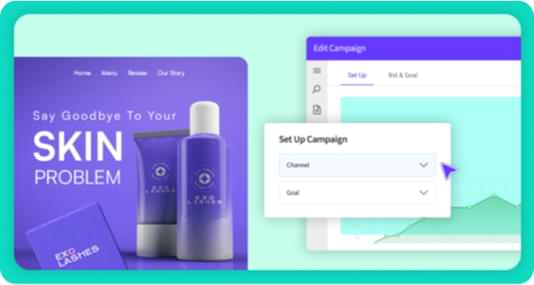 Home Menu Review Our Story
Say Goodbye To Your
SKIN
PROBLEM
EXO
LASHES
EXO
LASHES
EXO
LASHES
Edit Campaign
Set Up Bid & Goal
Set Up Campaign
Channel
Goal